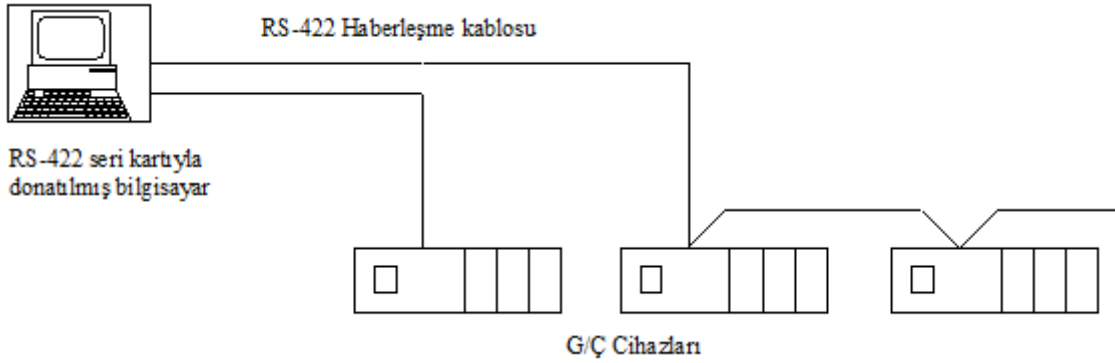 RS-422 Haberleşme kablosu
RS-422 seri kartıyla
donatılmış bilgisayar
G/Ç Cihazları